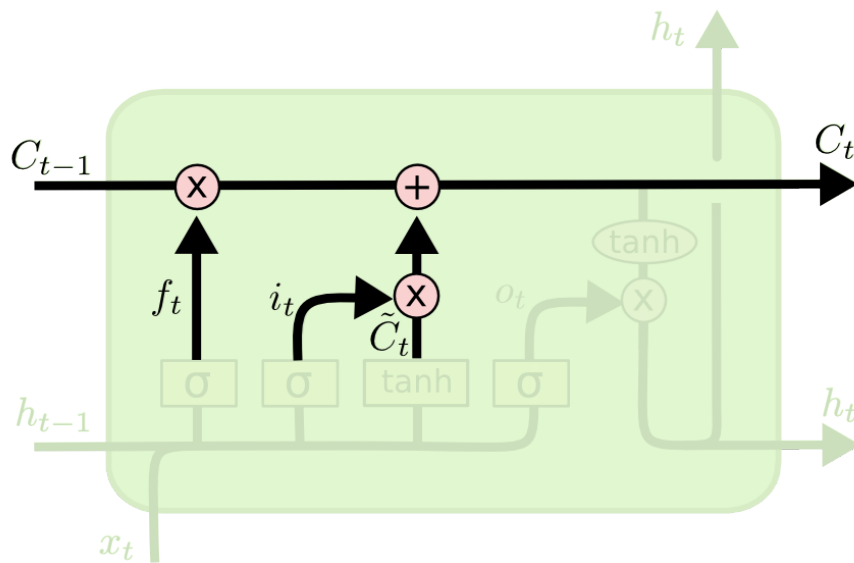 h_t
C_{t-1}
C_t
x
+
tanh
f_t
i_t
x
o_t
x
C̃_t
σ
σ
tanh
σ
h_{t-1}
h_t
x_t